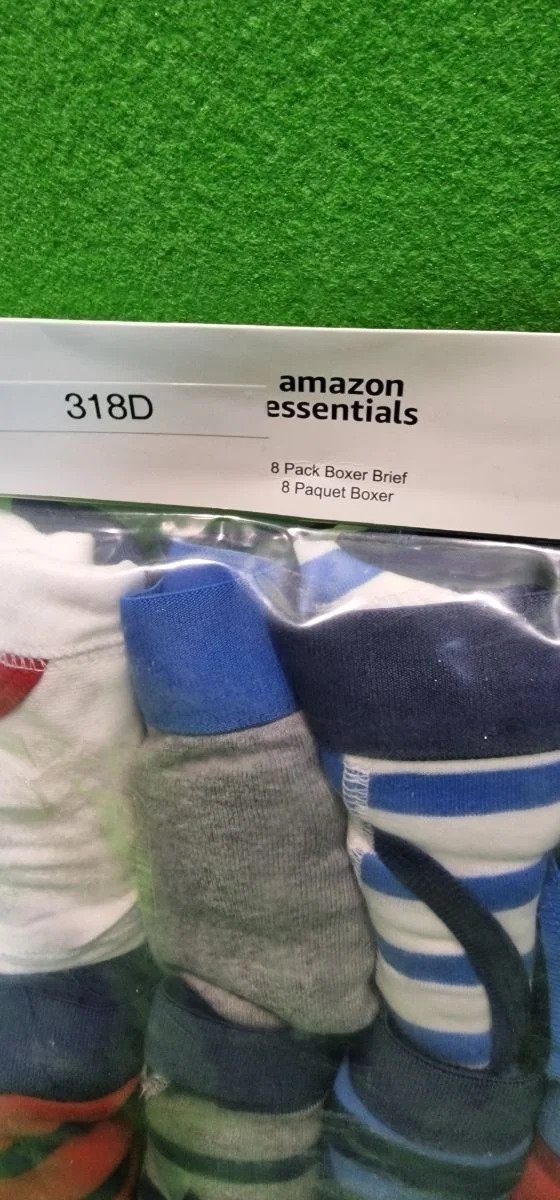 318D
amazon
essentials
8 Pack Boxer Brief
8 Paquet Boxer